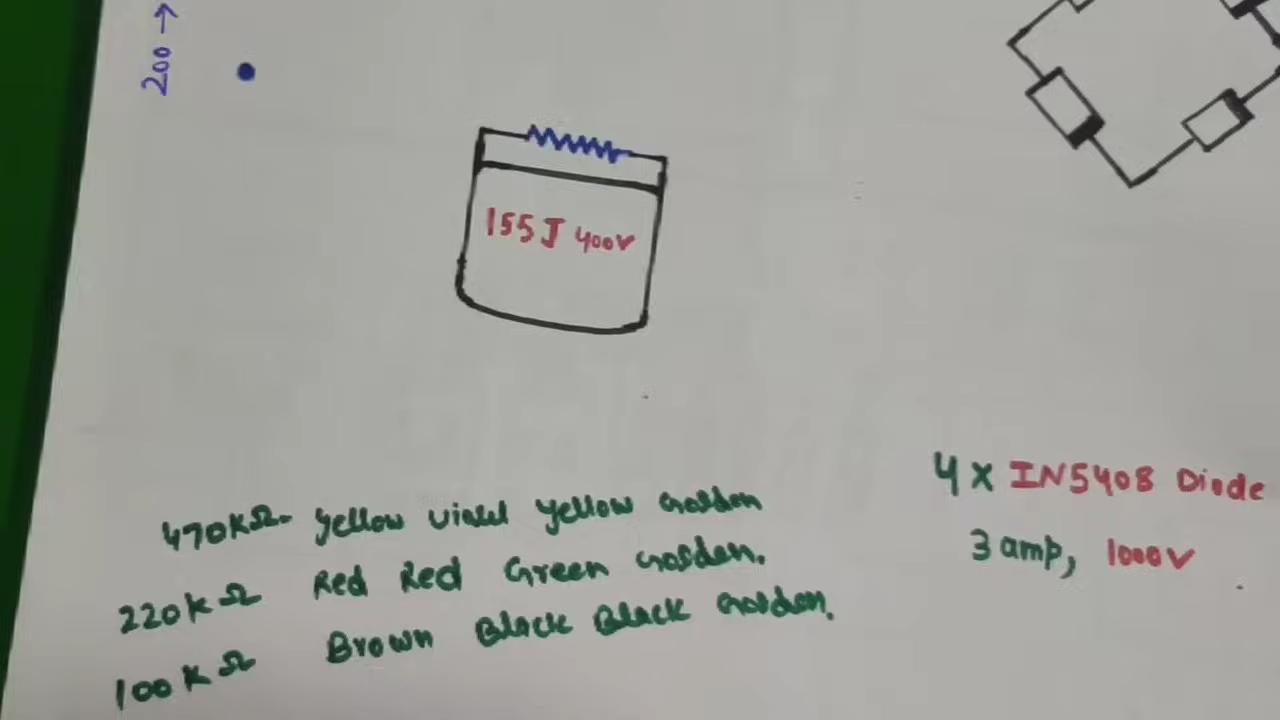 200 →
155J 400v
470KΩ- Yellow violet Yellow Golden
220KΩ Red Red Green Golden.
100KΩ Brown Black Black Golden.
4 x IN5408 Diode
3 amp, 1000v